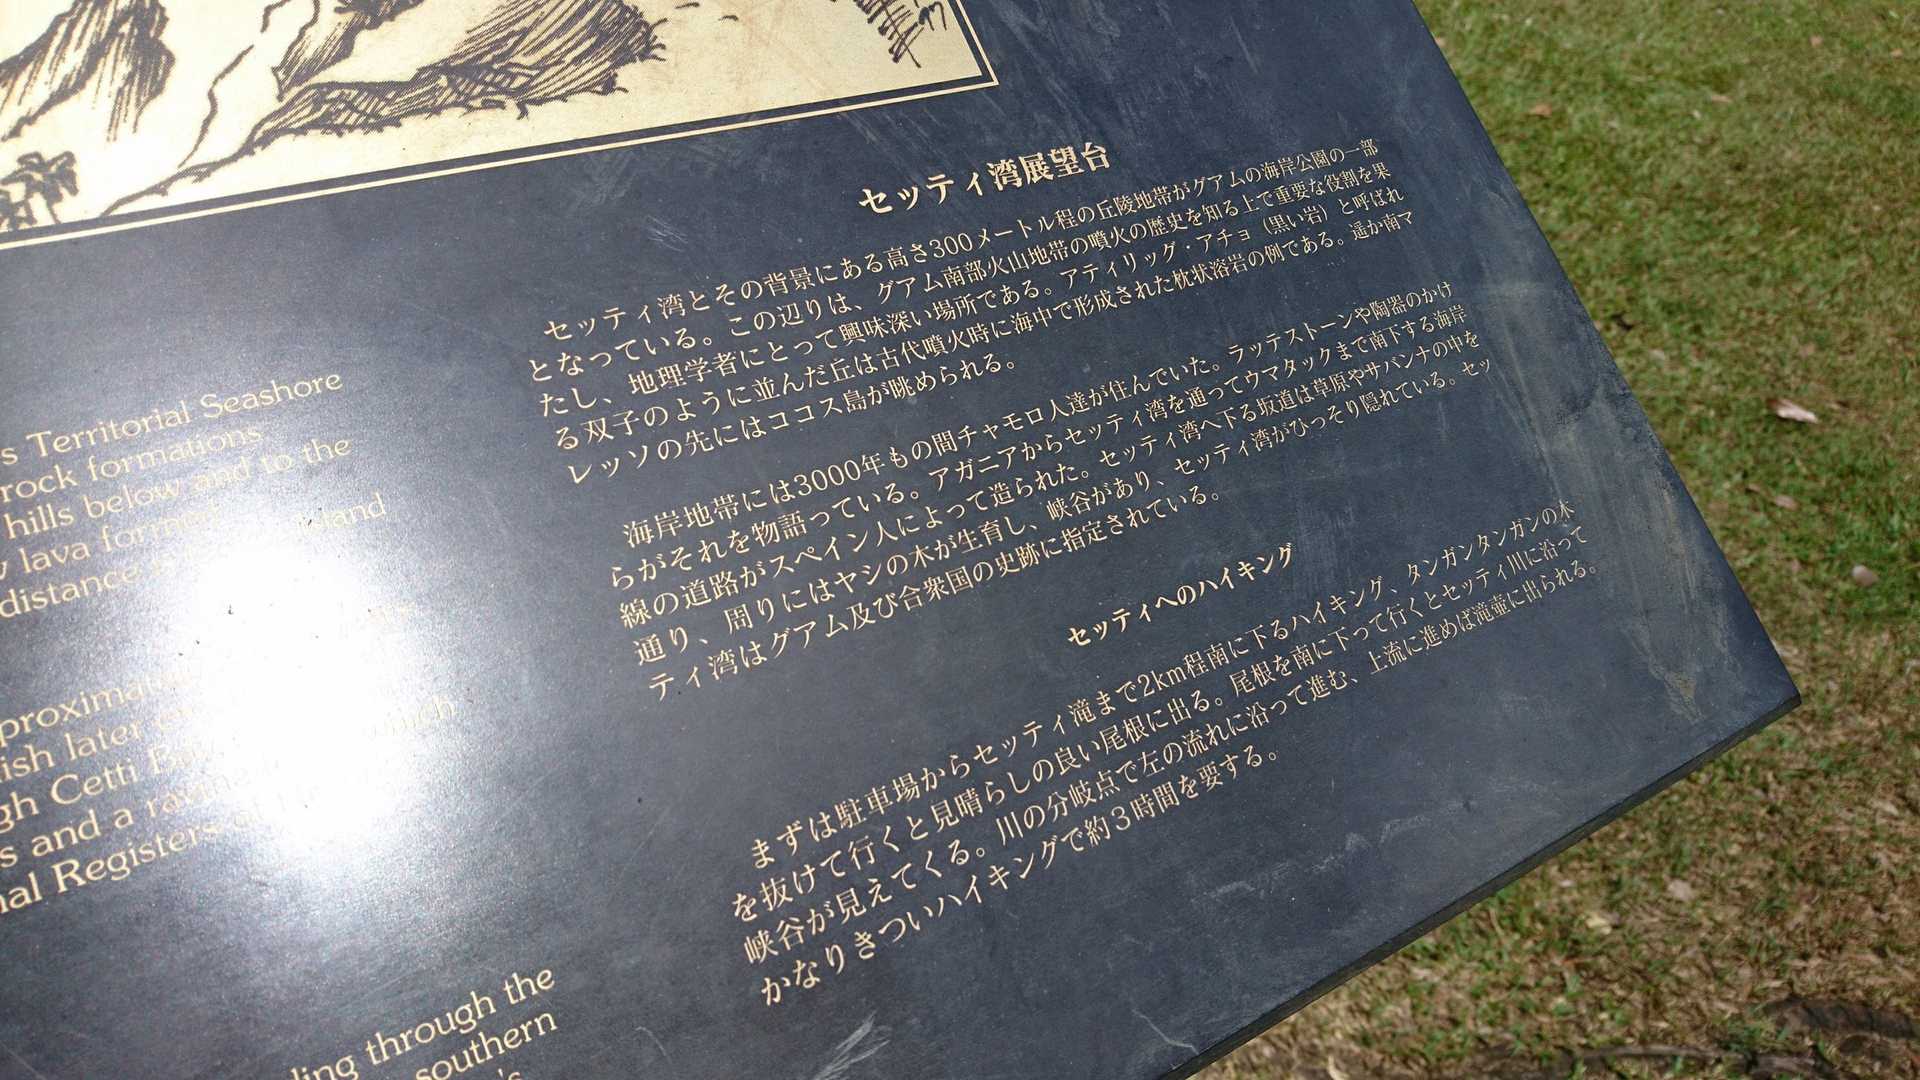 s Territorial Seashore
rock formations
hills below and to the
lava formed
distance
island
proximat
ish later
which
gh Cetti Bay
s and a ravine
nal Registers
ding through the
southern
セッティ湾展望台
セッティ湾とその背景にある高さ300メートル程の丘陵地帯がグアムの海岸公園の一部
となっている。この辺りは、グアム南部火山地帯の噴火の歴史を知る上で重要な役割を果
たし、地理学者にとって興味深い場所である。アティリッグ・アチョ（黒い岩）と呼ばれ
る双子のように並んだ丘は古代噴火時に海中で形成された枕状溶岩の例である。遥か南マ
レッソの先にはココス島が眺められる。
海岸地帯には3000年もの間チャモロ人達が住んでいた。ラッテストーンや陶器のかけ
らがそれを物語っている。アガニアからセッティ湾を通ってウマタックまで南下する海岸
線の道路がスペイン人によって造られた。セッティ湾へ下る坂道は草原やサバンナの中を
通り、周りにはヤシの木が生育し、峡谷があり、セッティ湾がひっそり隠れている。セッ
ティ湾はグアム及び合衆国の史跡に指定されている。
セッティへのハイキング
まずは駐車場からセッティ滝まで2km程南に下るハイキング、タンガンタンガンの木
を抜けて行くと見晴らしの良い尾根に出る。尾根を南に下って行くとセッティ川に沿って
峡谷が見えてくる。川の分岐点で左の流れに沿って進む、上流に進めば滝壷に出られる。
かなりきついハイキングで約３時間を要する。